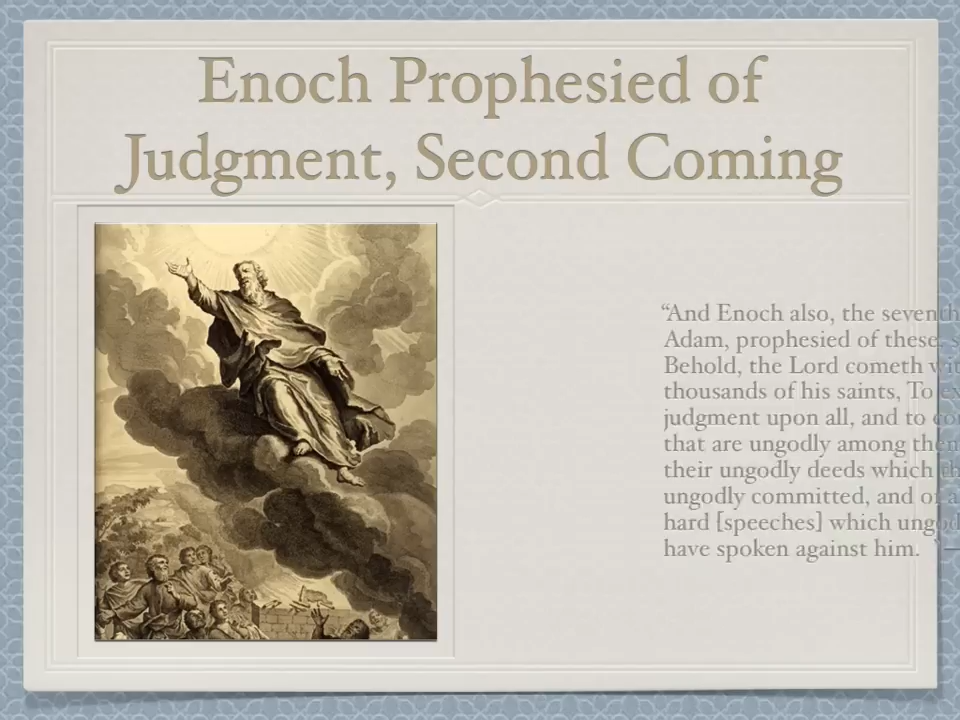 Enoch Prophesied of
Judgment, Second Coming
“And Enoch also, the seventh
Adam, prophesied of these,
Behold, the Lord cometh
thousands of his saints, To
judgment upon all, and to
that are ungodly among them
their ungodly deeds which
ungodly committed, and of
hard [speeches] which
have spoken against him. ”—